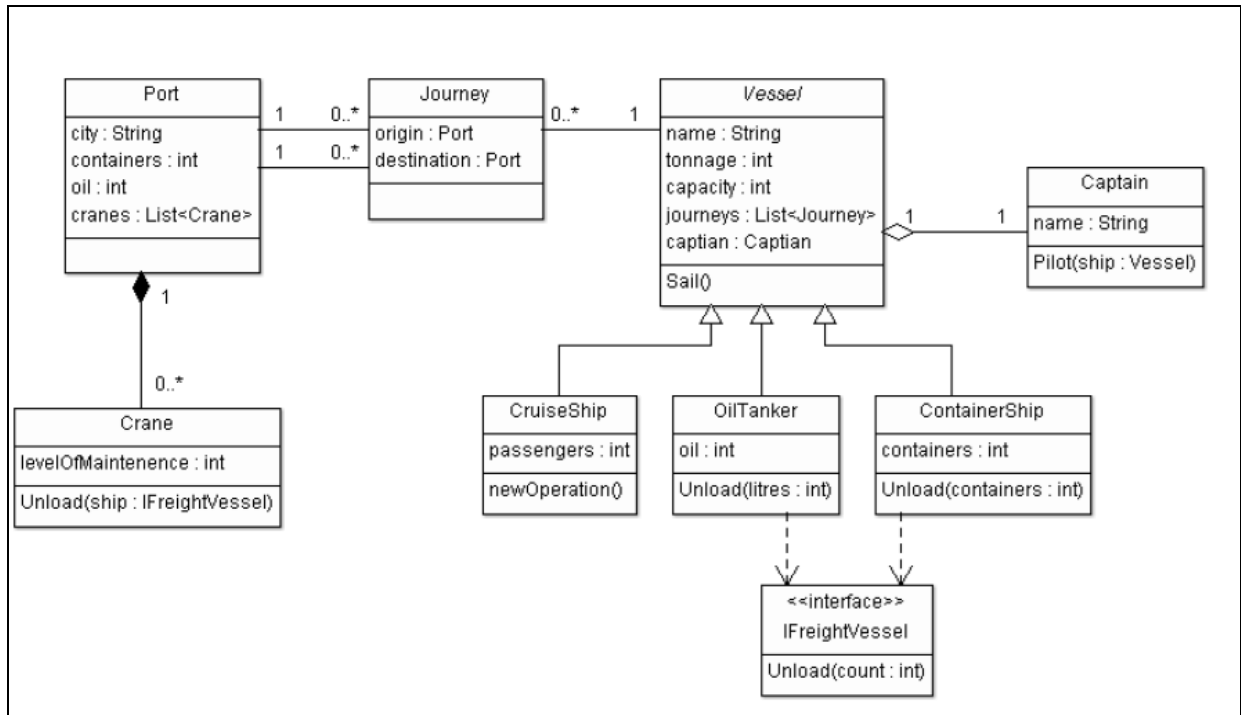 Port
city : String
containers : int
oil : int
cranes : List<Crane>
1
0..*
1
0..*
Journey
origin : Port
destination : Port
0..*
1
Vessel
name : String
tonnage : int
capacity : int
journeys : List<Journey>
captian : Captian
Sail()
1
1
Captain
name : String
Pilot(ship : Vessel)
1
0..*
Crane
levelOfMaintenence : int
Unload(ship : IFreightVessel)
CruiseShip
passengers : int
newOperation()
OilTanker
oil : int
Unload(litres : int)
ContainerShip
containers : int
Unload(containers : int)
<<interface>>
IFreightVessel
Unload(count : int)